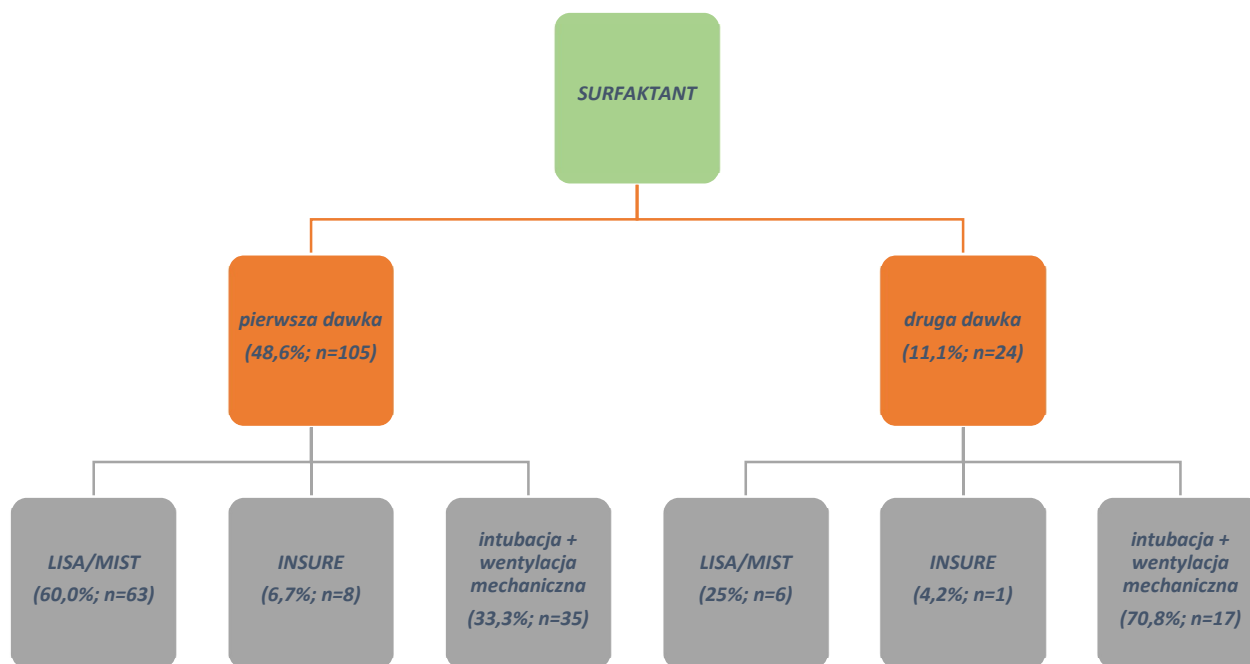 SURFAKTANT
pierwsza dawka
(48,6%; n=105)
druga dawka
(11,1%; n=24)
LISA/MIST
(60,0%; n=63)
INSURE
(6,7%; n=8)
intubacja +
wentylacja
mechaniczna
(33,3%; n=35)
LISA/MIST
(25%; n=6)
INSURE
(4,2%; n=1)
intubacja +
wentylacja
mechaniczna
(70,8%; n=17)